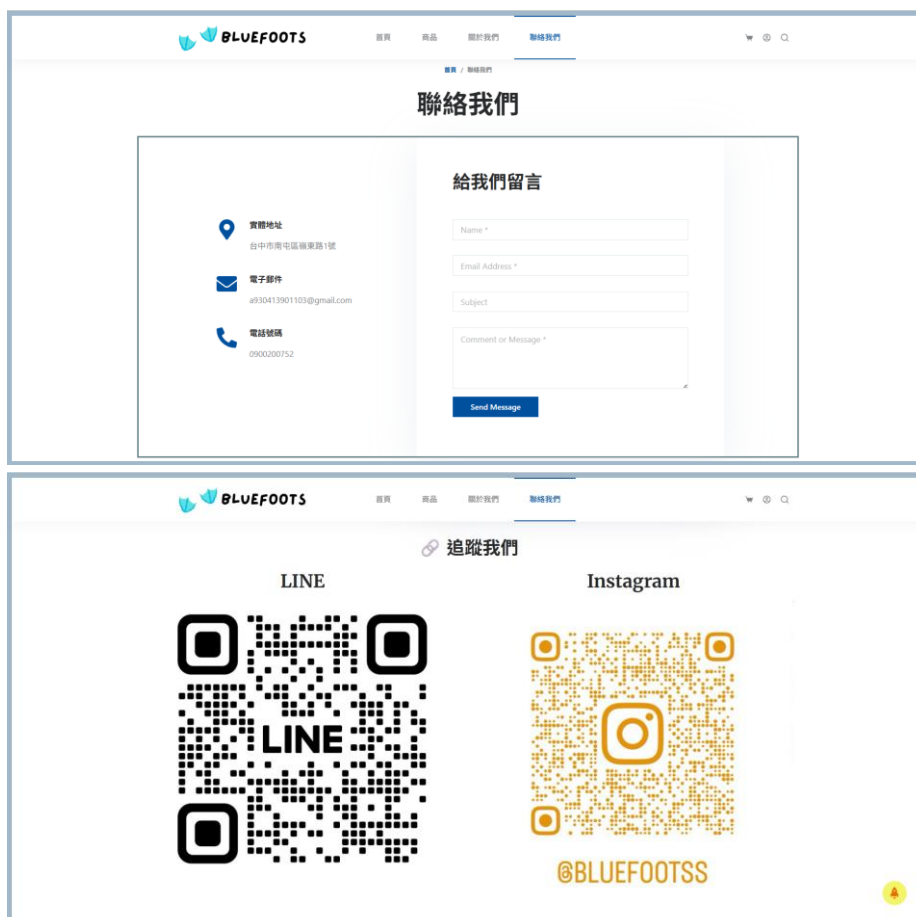 BLUEFOOTS
首頁 商品 關於我們 聯絡我們
首頁 / 聯絡我們
聯絡我們
給我們留言
實體地址
台中市南屯區嶺東路1號
電子郵件
a930413901103@gmail.com
電話號碼
0900200752
Name *
Email Address *
Subject
Comment or Message *
Send Message
BLUEFOOTS
首頁 商品 關於我們 聯絡我們
追蹤我們
LINE
Instagram
LINE
@BLUEFOOTSS